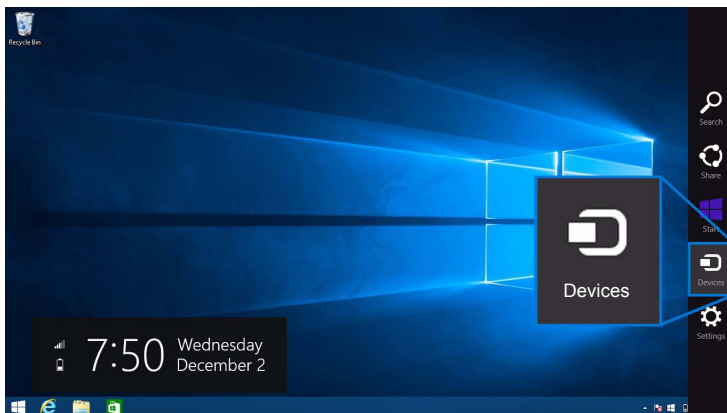 Recycle Bin
Search
Share
Start
Devices
Devices
Settings
7:50
Wednesday
December 2